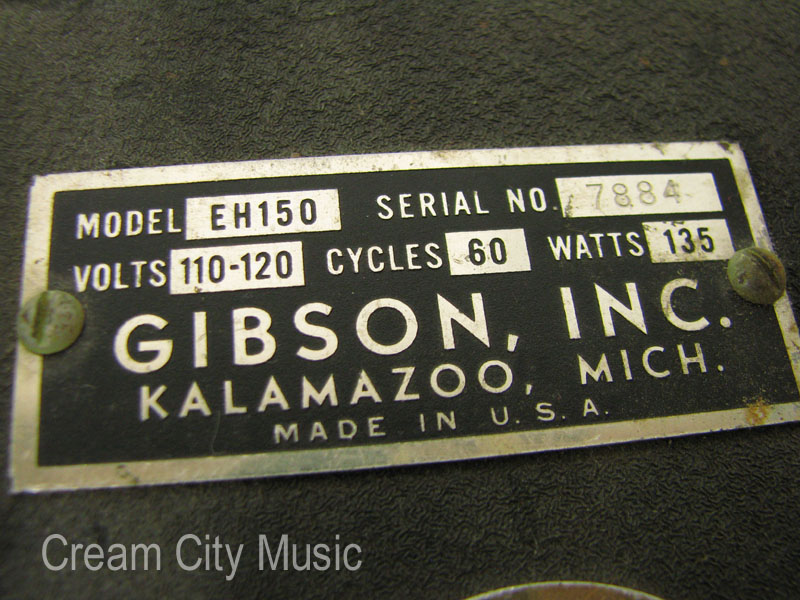 MODEL EH150 SERIAL NO. 7884
VOLTS 110-120 CYCLES 60 WATTS 135
GIBSON, INC.
KALAMAZOO, MICH.
MADE IN U.S.A.
Cream City Music